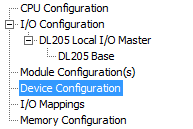 CPU Configuration
I/O Configuration
DL205 Local I/O Master
DL205 Base
Module Configuration(s)
Device Configuration
I/O Mappings
Memory Configuration